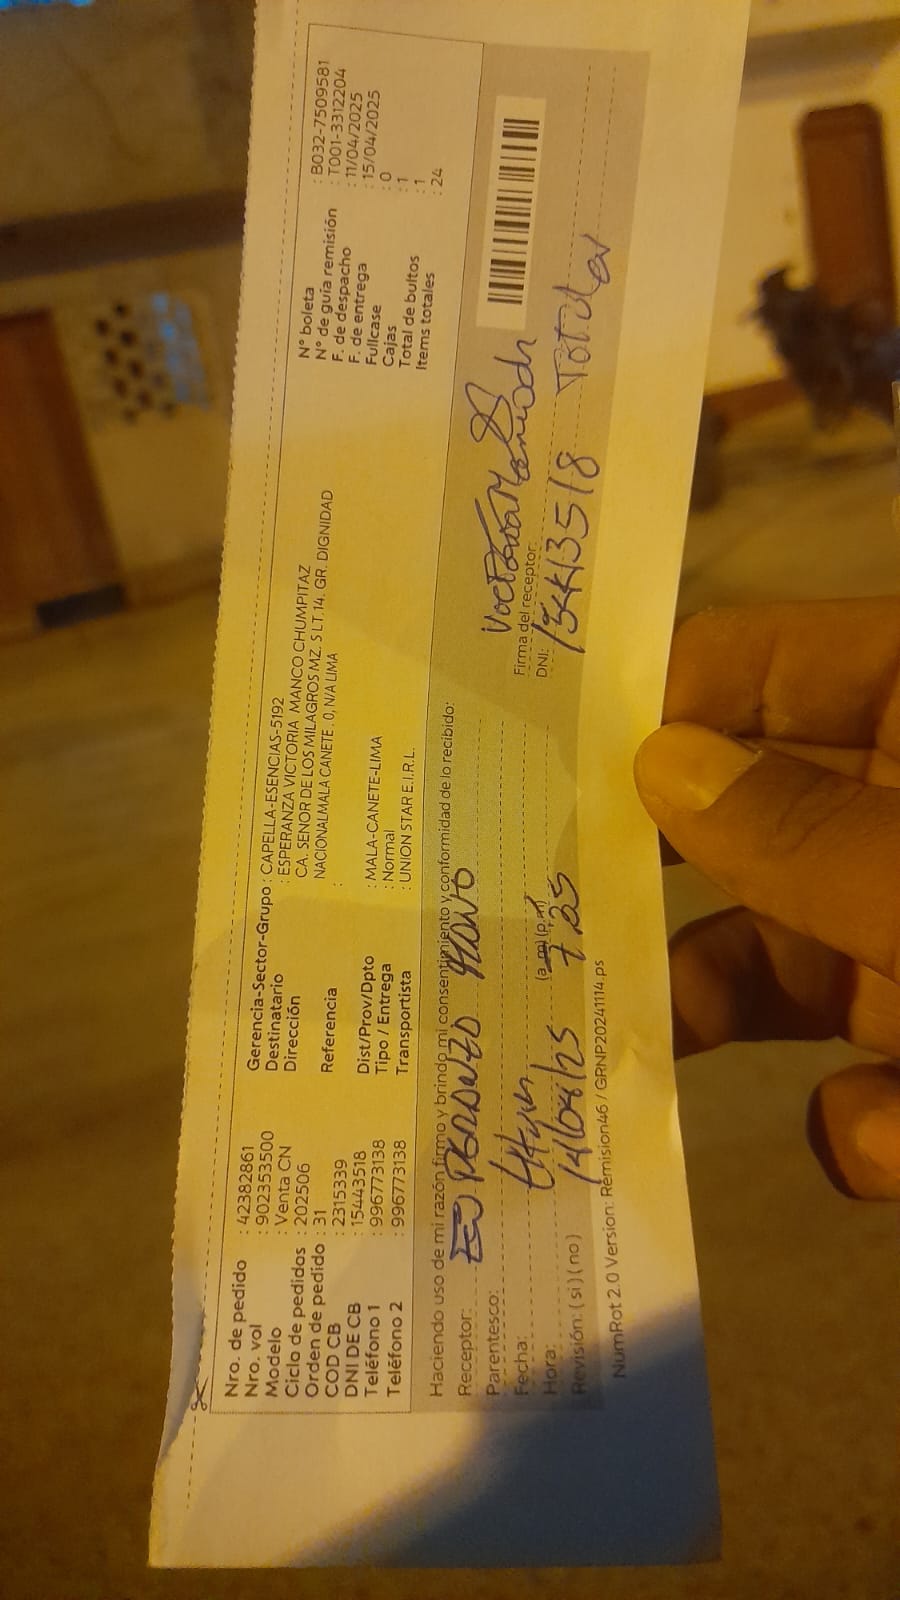 Nro. de pedido : 42382861
Nro. vol : 902353500
Modelo : Venta CN
Ciclo de pedidos : 202506
Orden de pedido : 31
COD CB : 2315339
DNI DE CB : 15443518
Teléfono 1 : 996773138
Teléfono 2 : 996773138
Gerencia-Sector-Grupo : CAPELLA-ESENCIAS-5192
Destinatario : ESPERANZA VICTORIA MANCO CHUMPITAZ
Dirección : CA. SENOR DE LOS MILAGROS MZ. S LT. 14. GR. DIGNIDAD
NACIONALMALA CANETE . 0, N/A LIMA
Referencia :
Dist/Prov/Dpto : MALA-CANETE-LIMA
Tipo / Entrega : Normal
Transportista : UNION STAR E.I.R.L.
N° boleta : B032-7509581
N° de guía remisión : T001-3312204
F. de despacho : 11/04/2025
F. de entrega : 15/04/2025
Fullcase : 0
Cajas : 1
Total de bultos : 1
Items totales : 24
Haciendo uso de mi razón firmo y brindo mi consentimiento y conformidad de lo recibido:
Receptor:
Parentesco:
Fecha: 14/04/25
Hora: (a.m) (p.m) 7 25
Revisión: ( si ) ( no )
Firma del receptor:
DNI: 15443518 Titular
NumRot 2.0 Version: Remision46 / GRNP20241114.ps